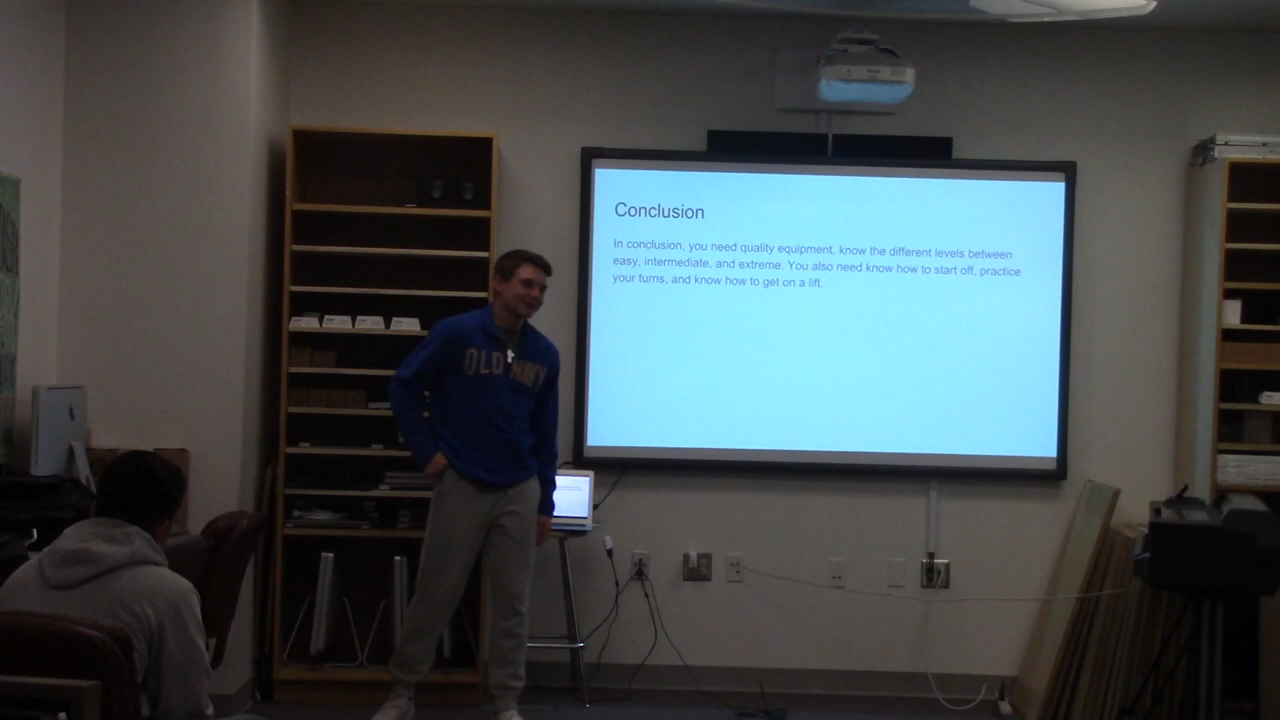 Conclusion
In conclusion, you need quality equipment, know the different levels between
easy, intermediate, and extreme. You also need know how to start off, practice
your turns, and know how to get on a lift.
OLD NAVY